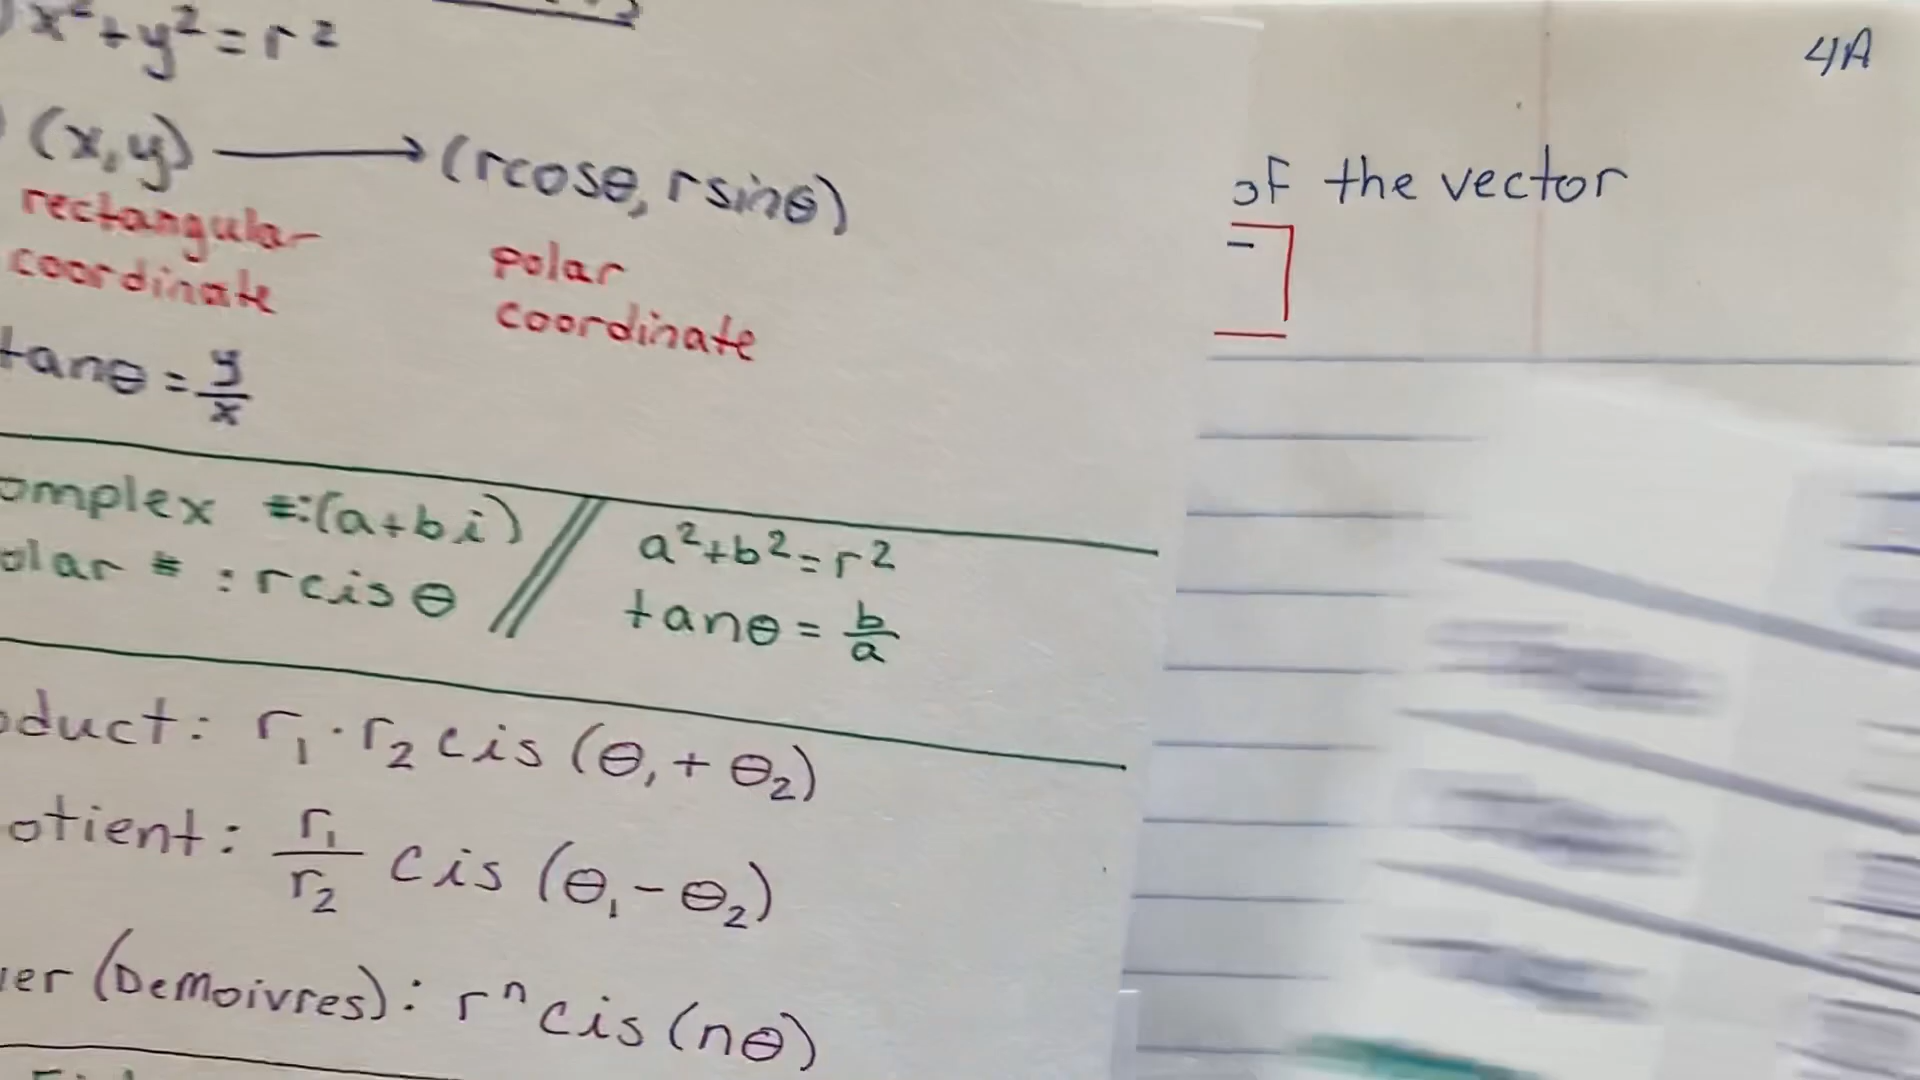 x² + y² = r²
(x, y) ⟶ (rcosθ, rsinθ)
rectangular
coordinate
polar
coordinate
tanθ = y/x
omplex #: (a+bi) // a² + b² = r²
olar # : rcisθ
tanθ = b/a
oduct: r₁ · r₂ cis (θ₁ + θ₂)
otient: r₁/r₂ cis (θ₁ - θ₂)
er (DeMoivres): rⁿ cis (nθ)
4A
of the vector